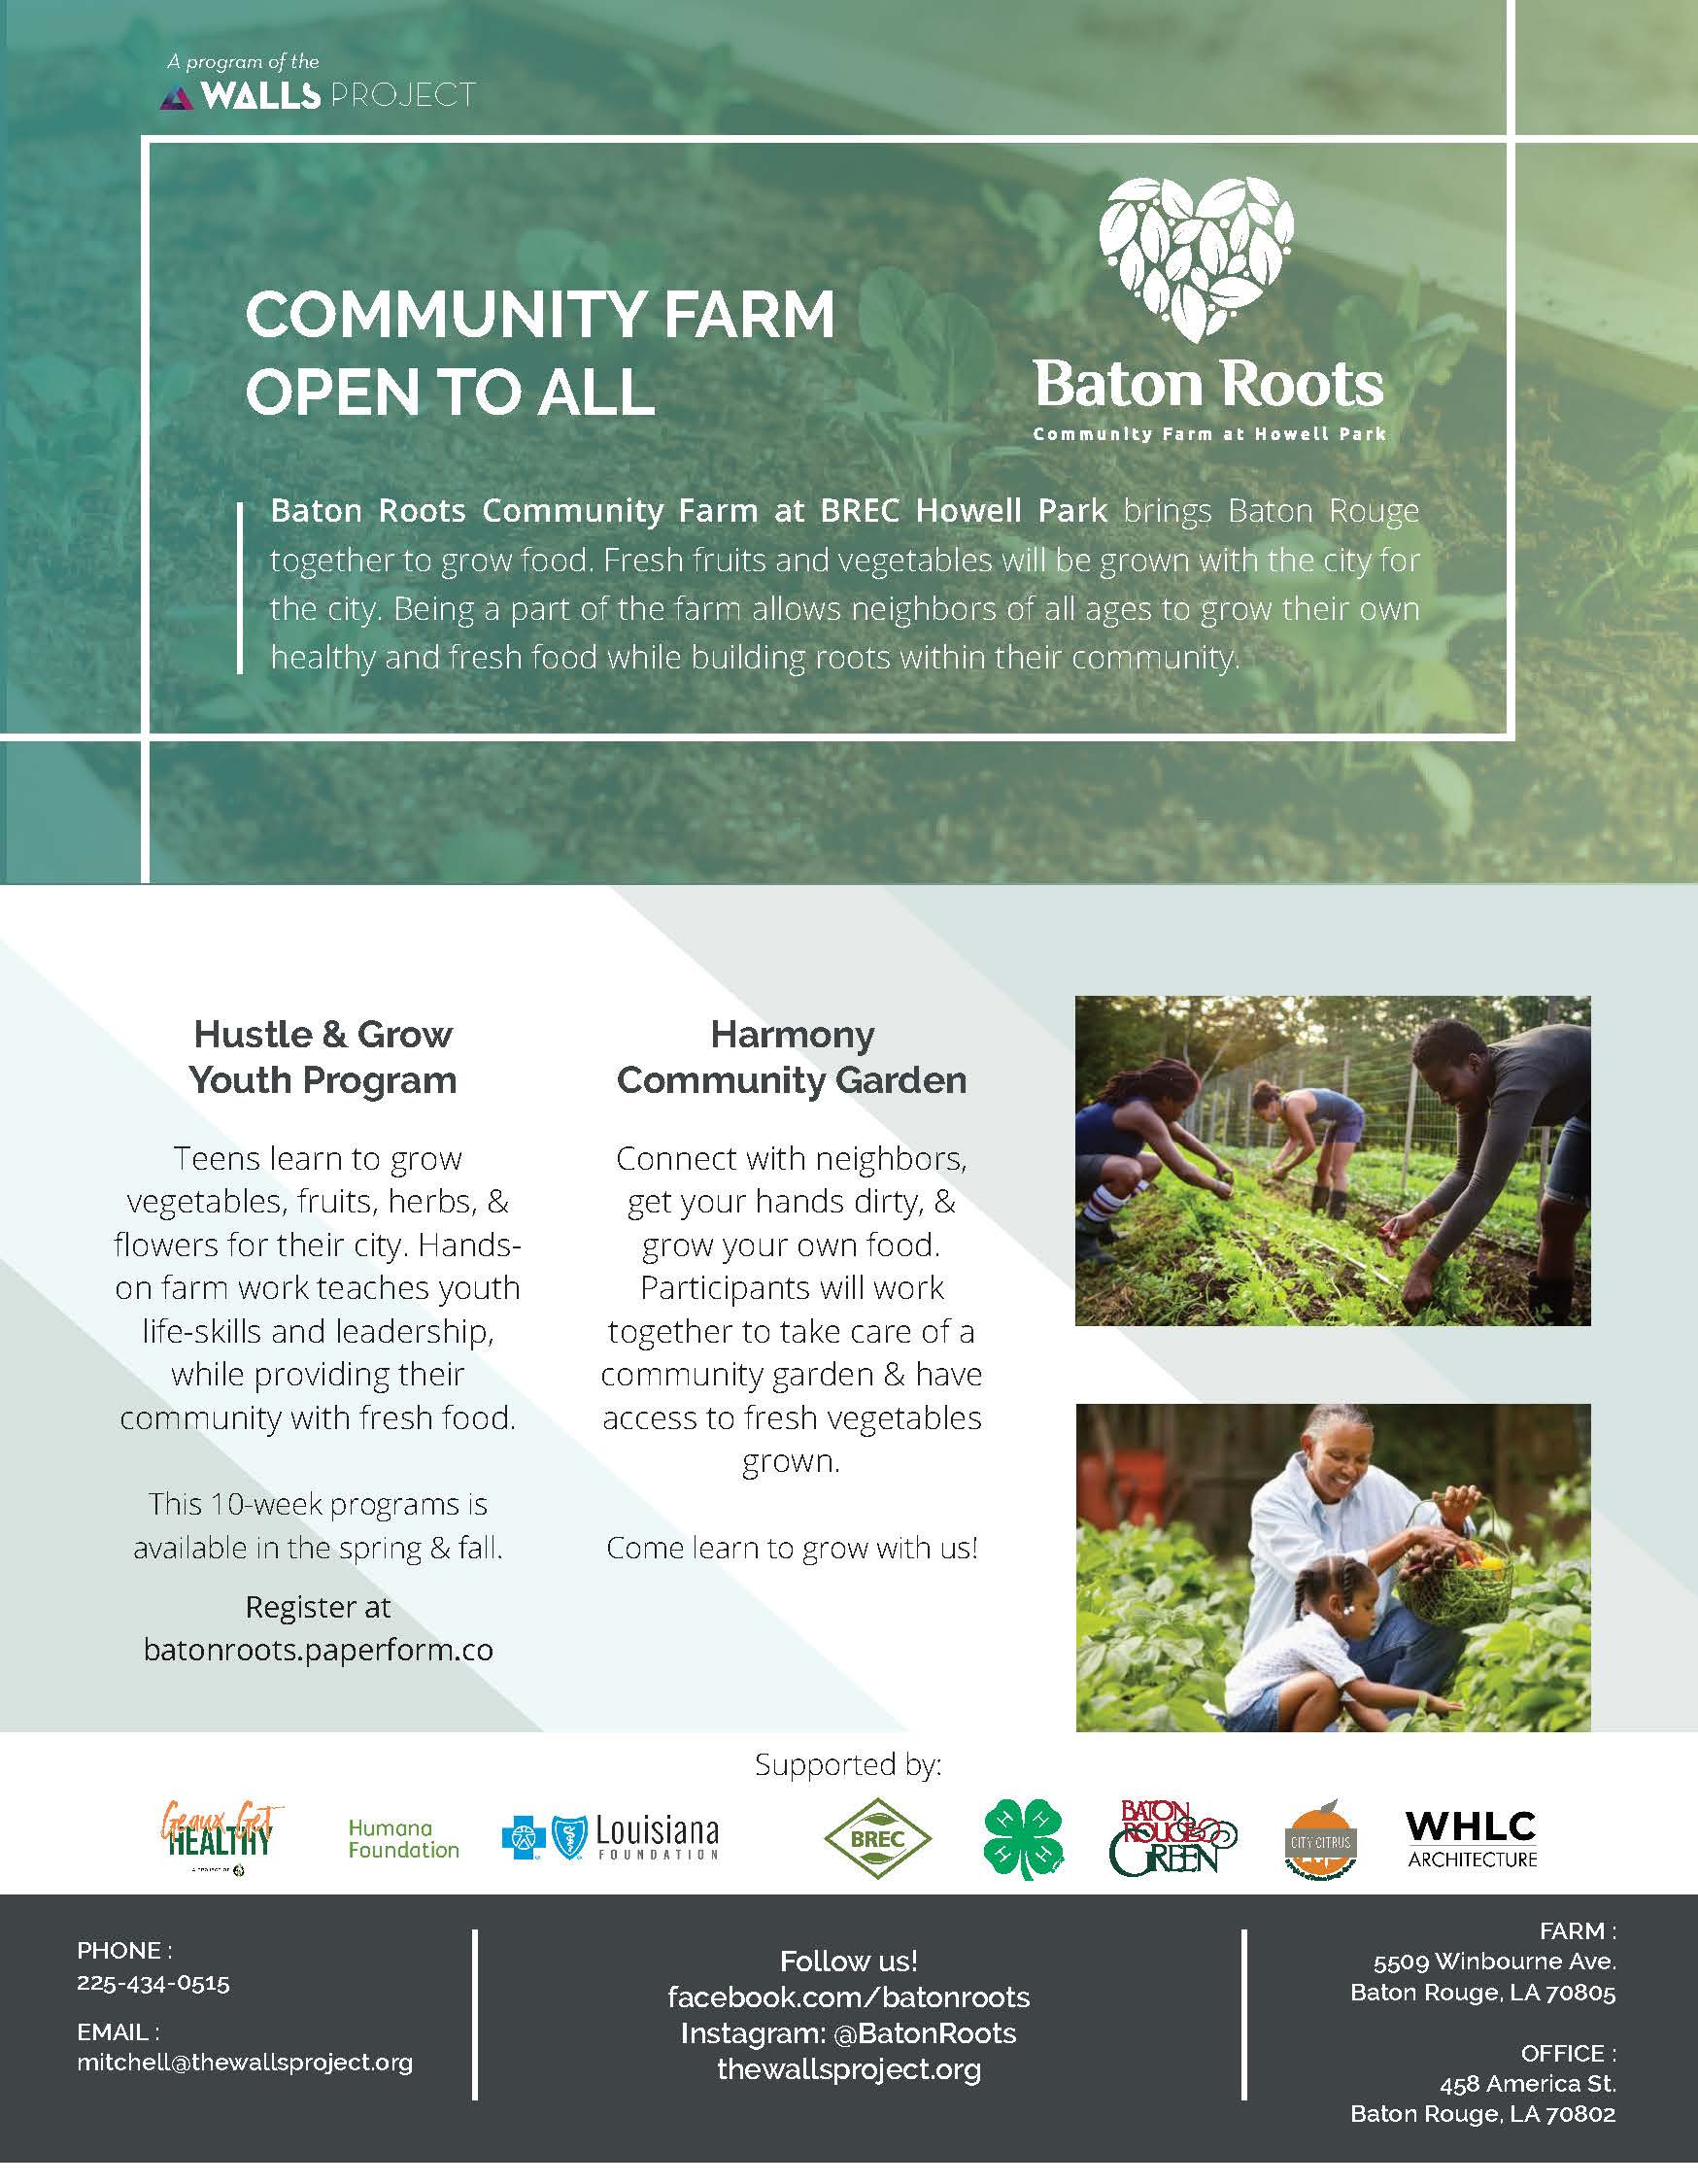 A program of the
WALLS PROJECT
COMMUNITY FARM
OPEN TO ALL
Baton Roots
Community Farm at Howell Park
Baton Roots Community Farm at BREC Howell Park brings Baton Rouge
together to grow food. Fresh fruits and vegetables will be grown with the city for
the city. Being a part of the farm allows neighbors of all ages to grow their own
healthy and fresh food while building roots within their community.
Hustle & Grow
Youth Program
Teens learn to grow
vegetables, fruits, herbs, &
flowers for their city. Hands-
on farm work teaches youth
life-skills and leadership,
while providing their
community with fresh food.
This 10-week programs is
available in the spring & fall.
Register at
batonroots.paperform.co
Harmony
Community Garden
Connect with neighbors,
get your hands dirty, &
grow your own food.
Participants will work
together to take care of a
community garden & have
access to fresh vegetables
grown.
Come learn to grow with us!
Supported by:
Geaux Get
HEALTHY
A PROJECT OF
Humana
Foundation
Louisiana
FOUNDATION
BREC
H H
H H
BATON
ROUGE
GREEN
CITY CITRUS
WHLC
ARCHITECTURE
PHONE :
225-434-0515
EMAIL :
mitchell@thewallsproject.org
Follow us!
facebook.com/batonroots
Instagram: @BatonRoots
thewallsproject.org
FARM :
5509 Winbourne Ave.
Baton Rouge, LA 70805
OFFICE :
458 America St.
Baton Rouge, LA 70802